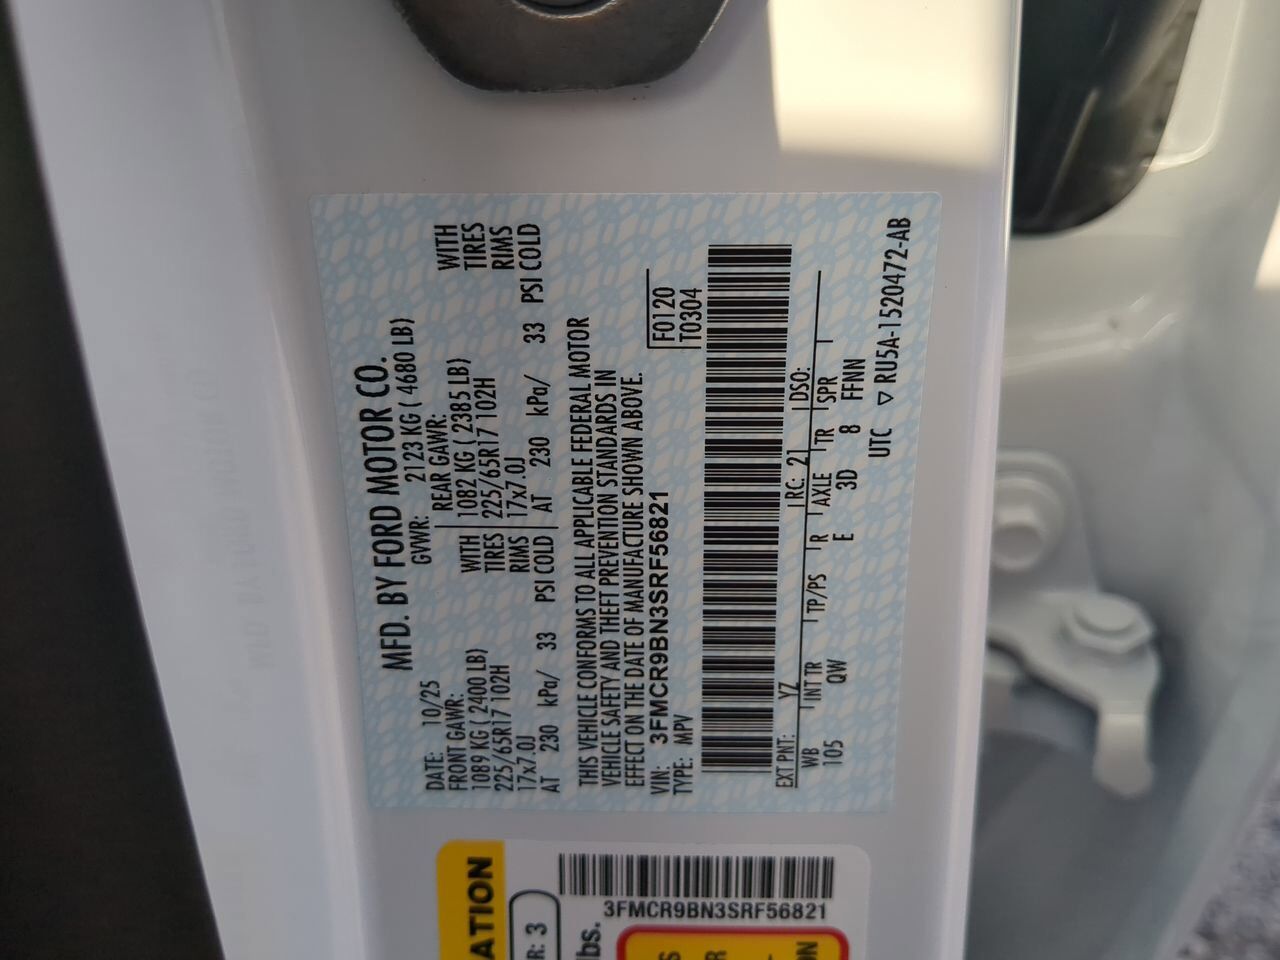 MFD. BY FORD MOTOR CO.
DATE: 10/25 GVWR: 2123 KG ( 4680 LB)
FRONT GAWR: REAR GAWR:
1089 KG ( 2400 LB) WITH 1082 KG ( 2385 LB) WITH
225/65R17 102H TIRES 225/65R17 102H TIRES
17x7.0J RIMS 17x7.0J RIMS
AT 230 kPa/ 33 PSI COLD AT 230 kPa/ 33 PSI COLD
THIS VEHICLE CONFORMS TO ALL APPLICABLE FEDERAL MOTOR
VEHICLE SAFETY AND THEFT PREVENTION STANDARDS IN
EFFECT ON THE DATE OF MANUFACTURE SHOWN ABOVE.
VIN: 3FMCR9BN3SRF56821 F0120
TYPE: MPV T0304
EXT PNT: YZ RC: 21 DSO:
WB INT TR TP/PS R AXLE TR SPR
105 QW E 3D 8 FFNN
UTC ▽ RU5A-1520472-AB
ATION
R: 3
lbs.
3FMCR9BN3SRF56821